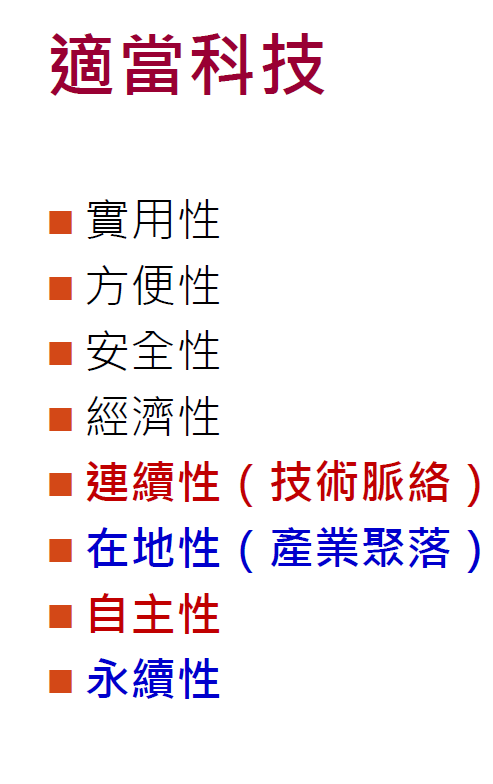 適當科技
■ 實用性
■ 方便性
■ 安全性
■ 經濟性
■ 連續性（技術脈絡）
■ 在地性（產業聚落）
■ 自主性
■ 永續性